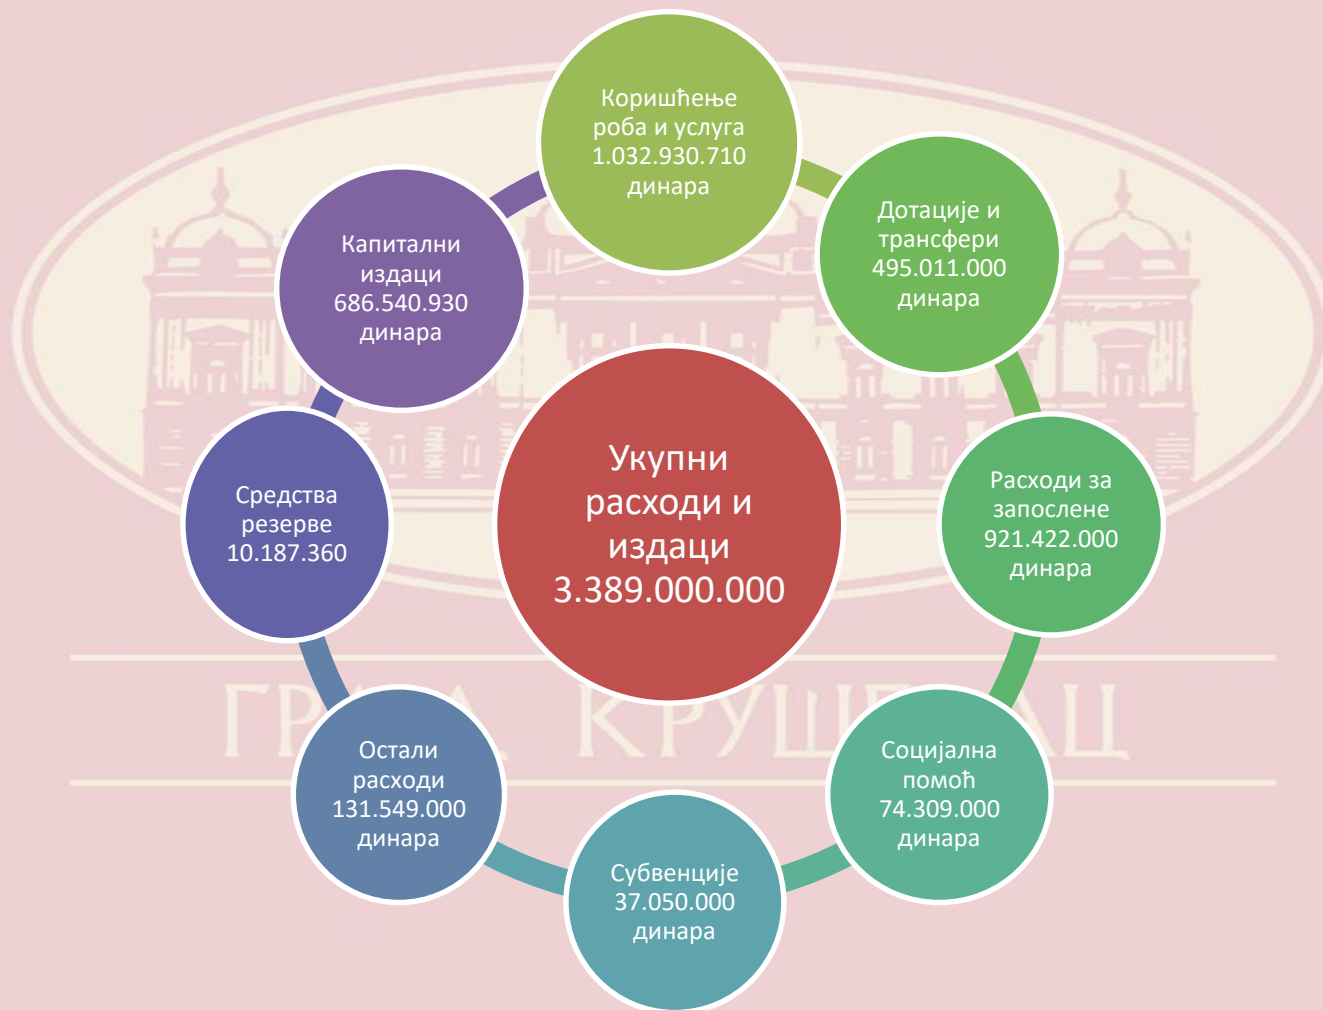 Коришћење
роба и услуга
1.032.930.710
динара
Дотације и
трансфери
495.011.000
динара
Расходи за
запослене
921.422.000
динара
Социјална
помоћ
74.309.000
динара
Субвенције
37.050.000
динара
Остали
расходи
131.549.000
динара
Средства
резерве
10.187.360
Капитални
издаци
686.540.930
динара
Укупни
расходи и
издаци
3.389.000.000